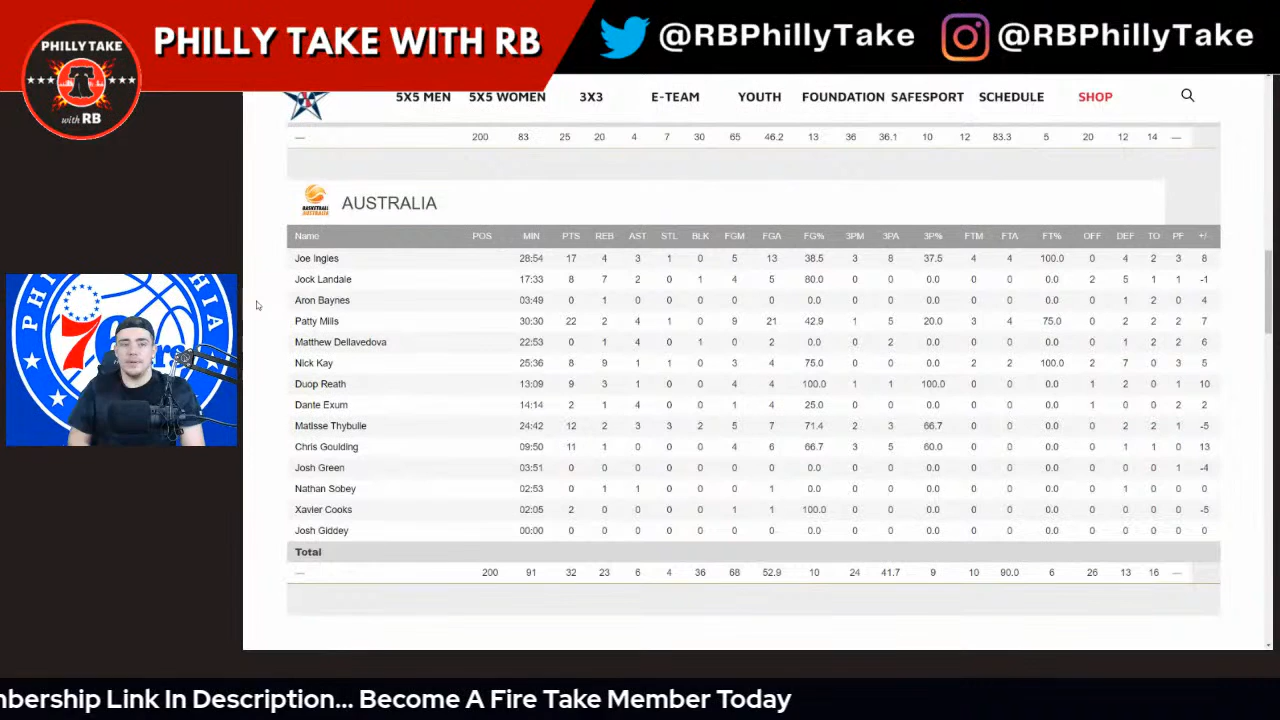 PHILLY TAKE
with RB
PHILLY TAKE WITH RB
@RBPhillyTake
@RBPhillyTake
5X5 MEN 5X5 WOMEN 3X3 E-TEAM YOUTH FOUNDATION SAFESPORT SCHEDULE SHOP
— 200 83 25 20 4 7 30 65 46.2 13 36 36.1 10 12 83.3 5 20 12 14 —
BASKETBALL
AUSTRALIA
AUSTRALIA
Name POS MIN PTS REB AST STL BLK FGM FGA FG% 3PM 3PA 3P% FTM FTA FT% OFF DEF TO PF +/-
Joe Ingles 28:54 17 4 3 1 0 5 13 38.5 3 8 37.5 4 4 100.0 0 4 2 3 8
Jock Landale 17:33 8 7 2 0 1 4 5 80.0 0 0 0.0 0 0 0.0 2 5 1 1 -1
Aron Baynes 03:49 0 1 0 0 0 0 0 0.0 0 0 0.0 0 0 0.0 0 1 2 0 4
Patty Mills 30:30 22 2 4 1 0 9 21 42.9 1 5 20.0 3 4 75.0 0 2 2 2 7
Matthew Dellavedova 22:53 0 1 4 0 1 0 2 0.0 0 2 0.0 0 0 0.0 0 1 2 2 6
Nick Kay 25:36 8 9 1 1 0 3 4 75.0 0 0 0.0 2 2 100.0 2 7 0 3 5
Duop Reath 13:09 9 3 1 0 0 4 4 100.0 1 1 100.0 0 0 0.0 1 2 0 1 10
Dante Exum 14:14 2 1 4 0 0 1 4 25.0 0 0 0.0 0 0 0.0 1 0 0 2 2
Matisse Thybulle 24:42 12 2 3 3 2 5 7 71.4 2 3 66.7 0 0 0.0 0 2 2 1 -5
Chris Goulding 09:50 11 1 0 0 0 4 6 66.7 3 5 60.0 0 0 0.0 0 1 1 0 13
Josh Green 03:51 0 0 0 0 0 0 0 0.0 0 0 0.0 0 0 0.0 0 0 0 1 -4
Nathan Sobey 02:53 0 1 1 0 0 0 1 0.0 0 0 0.0 0 0 0.0 0 1 0 0 0
Xavier Cooks 02:05 2 0 0 0 0 1 1 100.0 0 0 0.0 0 0 0.0 0 0 0 0 -5
Josh Giddey 00:00 0 0 0 0 0 0 0 0.0 0 0 0.0 0 0 0.0 0 0 0 0 0
Total
— 200 91 32 23 6 4 36 68 52.9 10 24 41.7 9 10 90.0 6 26 13 16 —
mbership Link In Description... Become A Fire Take Member Today